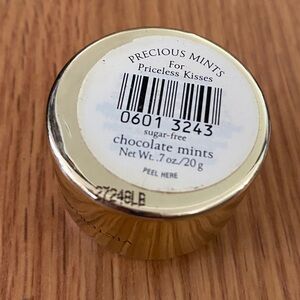 PRECIOUS MINTS
For
Priceless Kisses
0601 3243
sugar-free
chocolate mints
Net Wt. .7 oz./20 g
PEEL HERE
27248LB